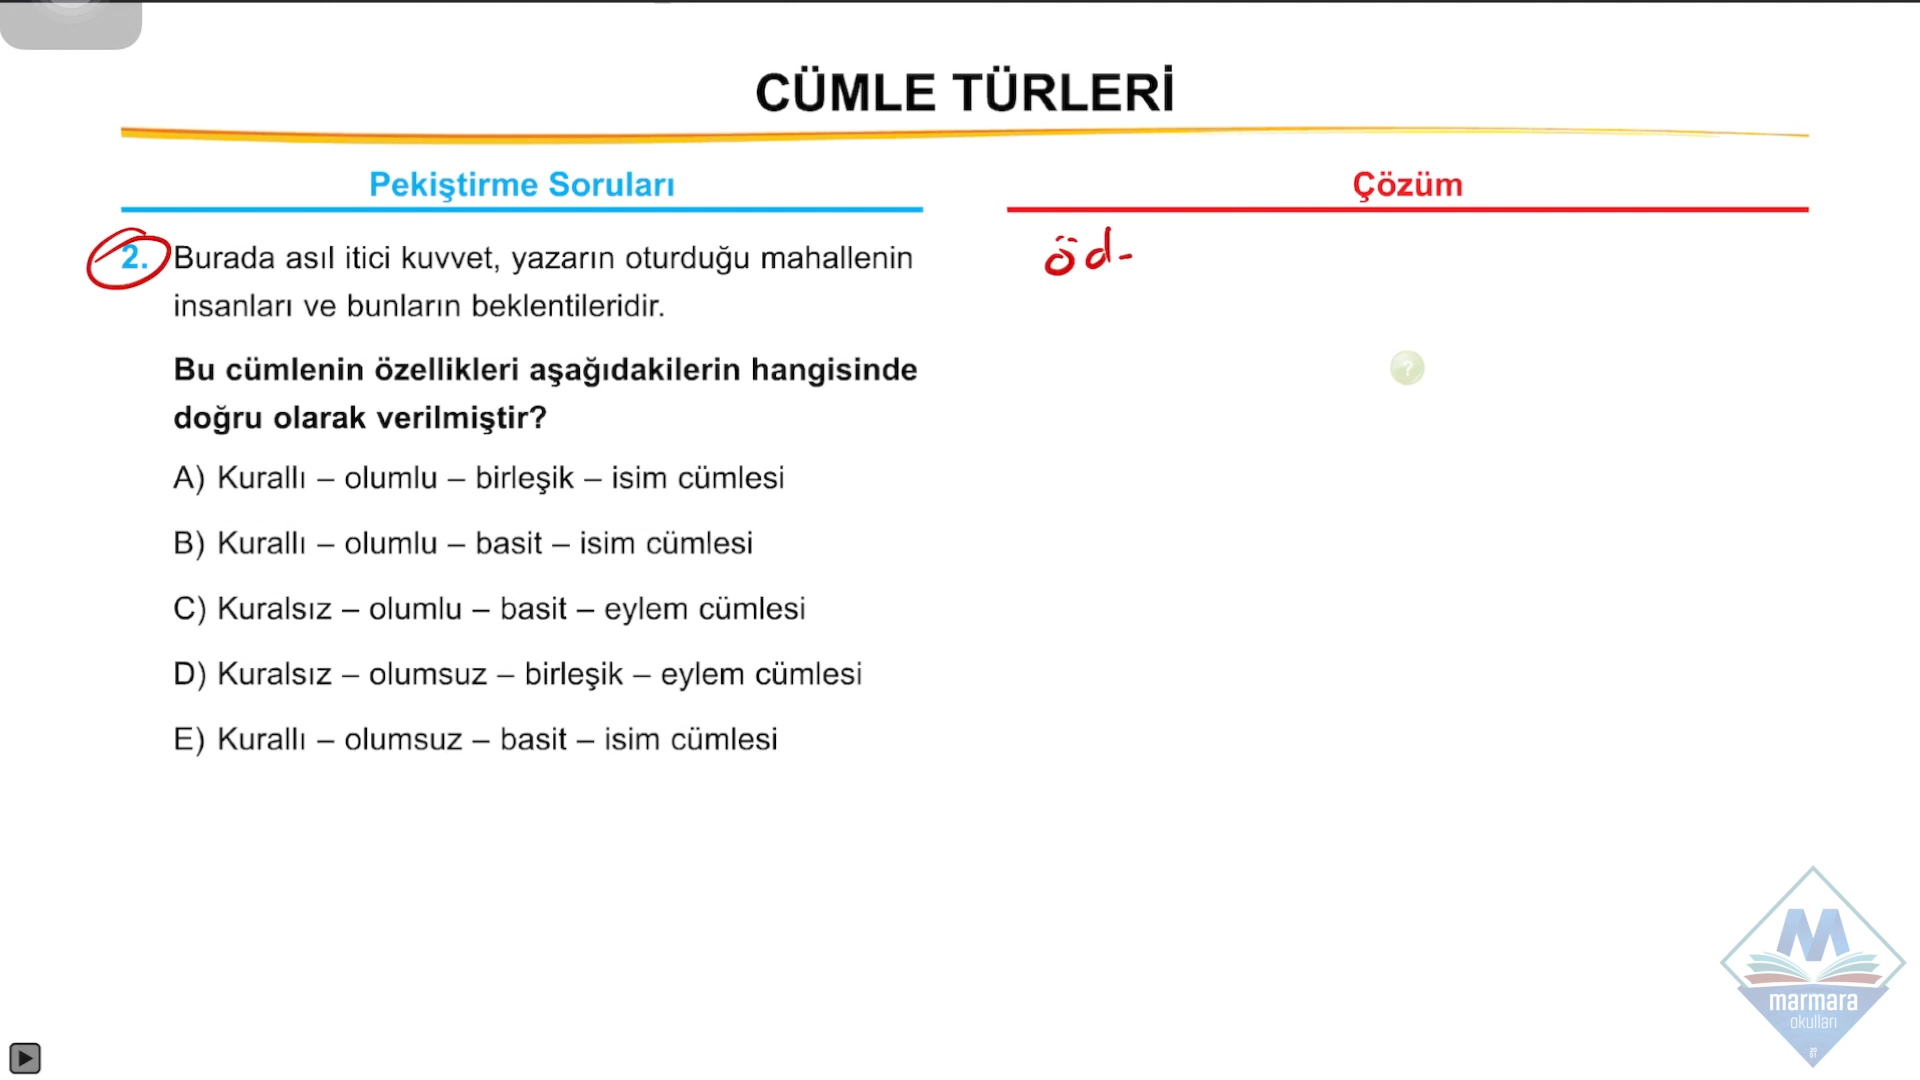 CÜMLE TÜRLERİ
Pekiştirme Soruları
Çözüm
2. Burada asıl itici kuvvet, yazarın oturduğu mahallenin
insanları ve bunların beklentileridir.
Bu cümlenin özellikleri aşağıdakilerin hangisinde
doğru olarak verilmiştir?
A) Kurallı – olumlu – birleşik – isim cümlesi
B) Kurallı – olumlu – basit – isim cümlesi
C) Kuralsız – olumlu – basit – eylem cümlesi
D) Kuralsız – olumsuz – birleşik – eylem cümlesi
E) Kurallı – olumsuz – basit – isim cümlesi
öd-
?
M
marmara
okulları